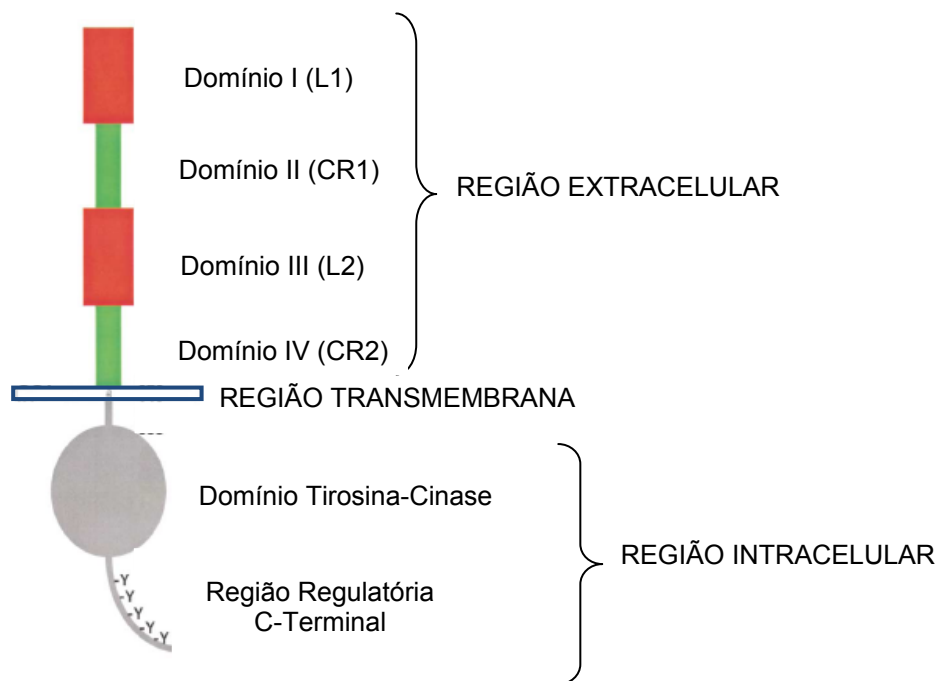 Domínio I (L1)
Domínio II (CR1)
REGIÃO EXTRACELULAR
Domínio III (L2)
Domínio IV (CR2)
REGIÃO TRANSMEMBRANA
Domínio Tirosina-Cinase
REGIÃO INTRACELULAR
Região Regulatória
C-Terminal
Y
Y
Y
Y
Y